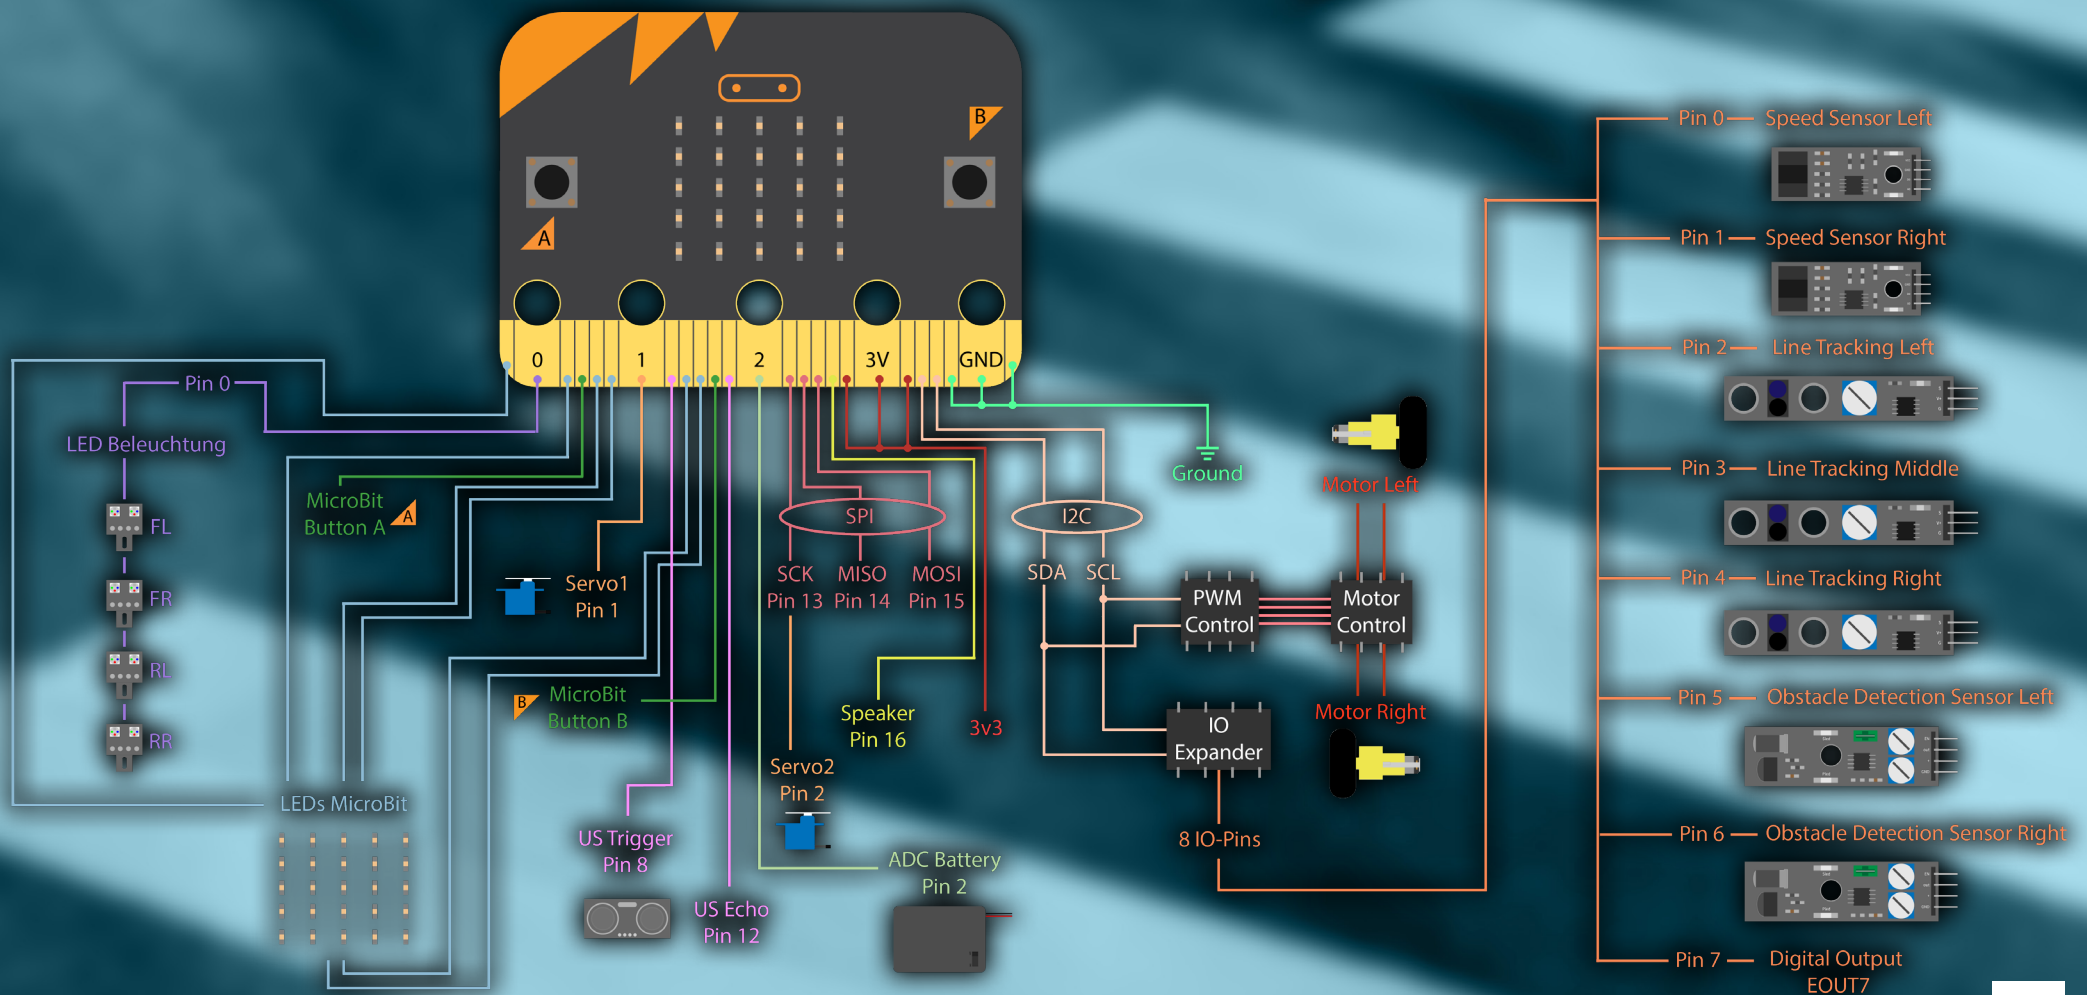 B
A
0
1
2
3V
GND
Pin 0
LED Beleuchtung
FL
FR
RL
RR
MicroBit
Button A
A
Servo1
Pin 1
B
MicroBit
Button B
LEDs MicroBit
US Trigger
Pin 8
US Echo
Pin 12
SPI
SCK
Pin 13
MISO
Pin 14
MOSI
Pin 15
Servo2
Pin 2
Speaker
Pin 16
ADC Battery
Pin 2
3v3
I2C
SDA
SCL
Ground
PWM
Control
Motor
Control
Motor Left
Motor Right
IO
Expander
8 IO-Pins
Pin 0
Speed Sensor Left
Pin 1
Speed Sensor Right
Pin 2
Line Tracking Left
Pin 3
Line Tracking Middle
Pin 4
Line Tracking Right
Pin 5
Obstacle Detection Sensor Left
Pin 6
Obstacle Detection Sensor Right
Pin 7
Digital Output
EOUT7